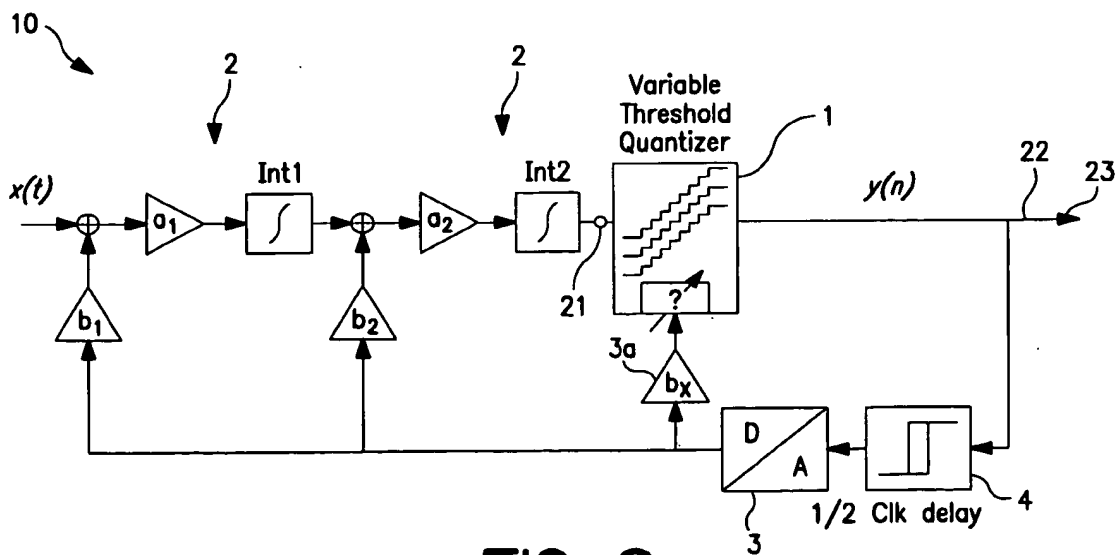 10
2
2
Variable
Threshold
Quantizer
1
x(t)
a1
Int1
a2
Int2
21
y(n)
22
23
b1
b2
?
3a
bx
D
A
3
1/2 Clk delay
4